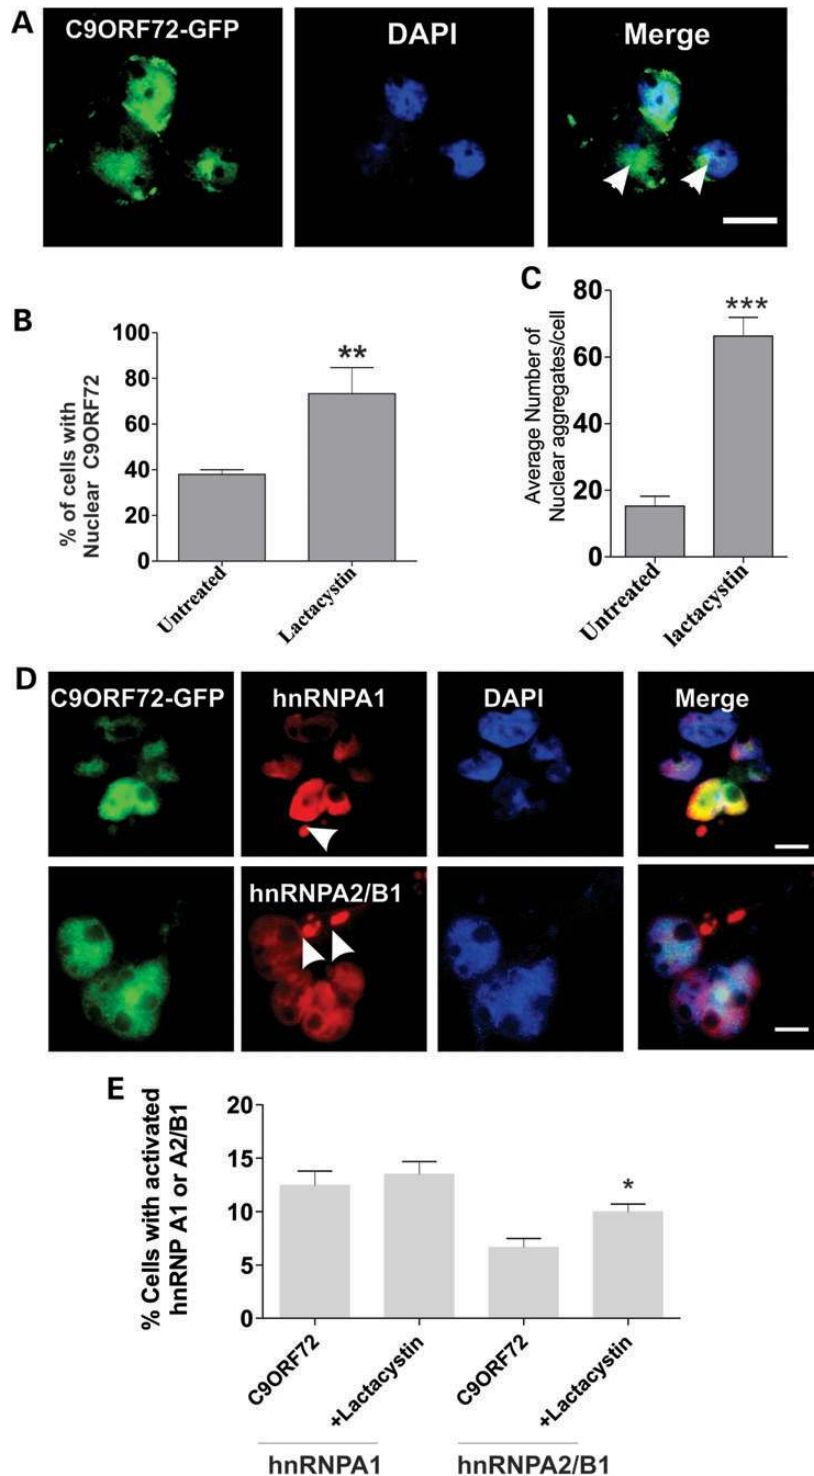 A
C9ORF72-GFP
DAPI
Merge
B
% of cells with
Nuclear C9ORF72
100
80
60
40
20
0
**
Untreated
Lactacystin
C
Average Number of
Nuclear aggregates/cell
80
60
40
20
0
***
Untreated
lactacystin
D
C9ORF72-GFP
hnRNPA1
DAPI
Merge
hnRNPA2/B1
E
% Cells with activated
hnRNP A1 or A2/B1
20
15
10
5
0
*
C9ORF72
+Lactacystin
C9ORF72
+Lactacystin
hnRNPA1
hnRNPA2/B1